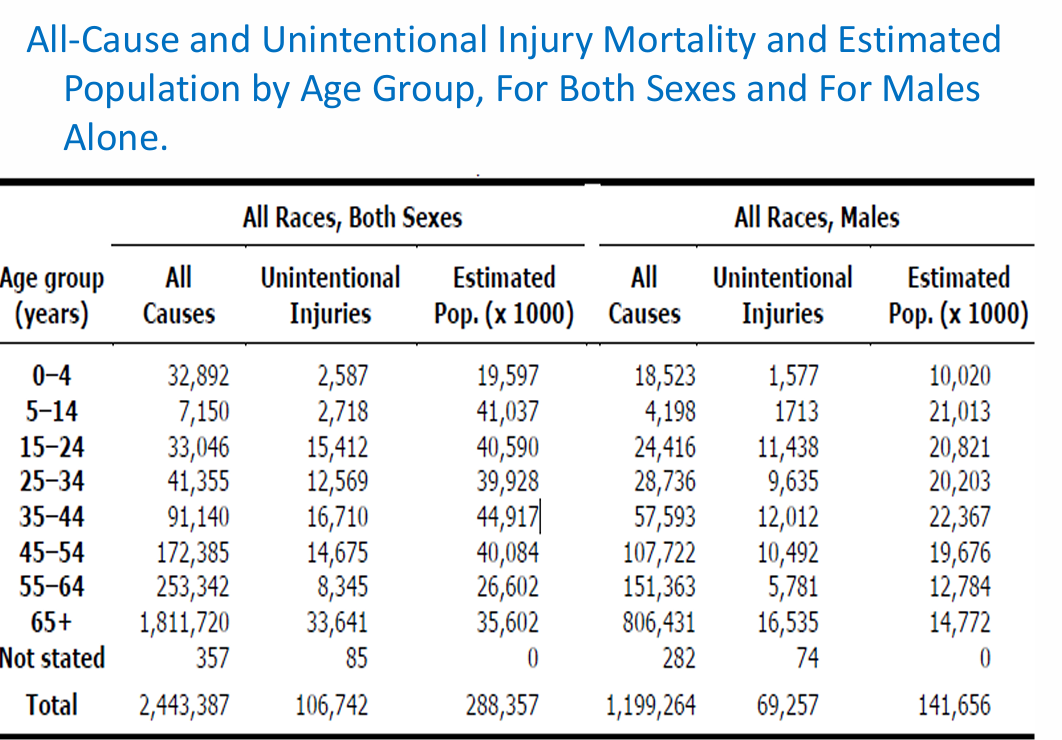 All-Cause and Unintentional Injury Mortality and Estimated
Population by Age Group, For Both Sexes and For Males
Alone.
All Races, Both Sexes All Races, Males
Age group All Unintentional Estimated All Unintentional Estimated
(years) Causes Injuries Pop. (x 1000) Causes Injuries Pop. (x 1000)
0–4 32,892 2,587 19,597 18,523 1,577 10,020
5–14 7,150 2,718 41,037 4,198 1713 21,013
15–24 33,046 15,412 40,590 24,416 11,438 20,821
25–34 41,355 12,569 39,928 28,736 9,635 20,203
35–44 91,140 16,710 44,917 57,593 12,012 22,367
45–54 172,385 14,675 40,084 107,722 10,492 19,676
55–64 253,342 8,345 26,602 151,363 5,781 12,784
65+ 1,811,720 33,641 35,602 806,431 16,535 14,772
Not stated 357 85 0 282 74 0
Total 2,443,387 106,742 288,357 1,199,264 69,257 141,656